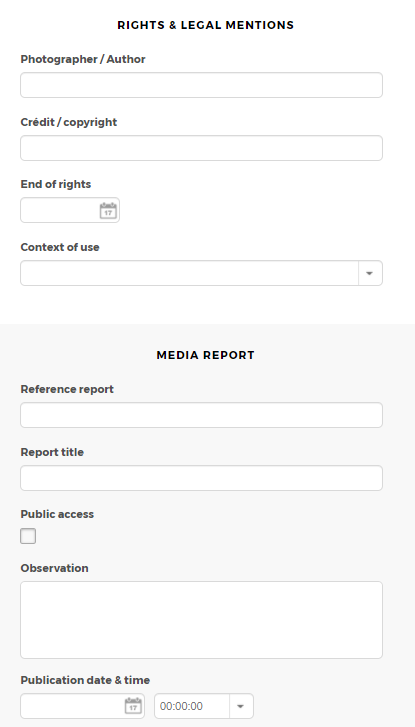 RIGHTS & LEGAL MENTIONS
Photographer / Author
Crédit / copyright
End of rights
17
Context of use
MEDIA REPORT
Reference report
Report title
Public access
Observation
Publication date & time
17 00:00:00